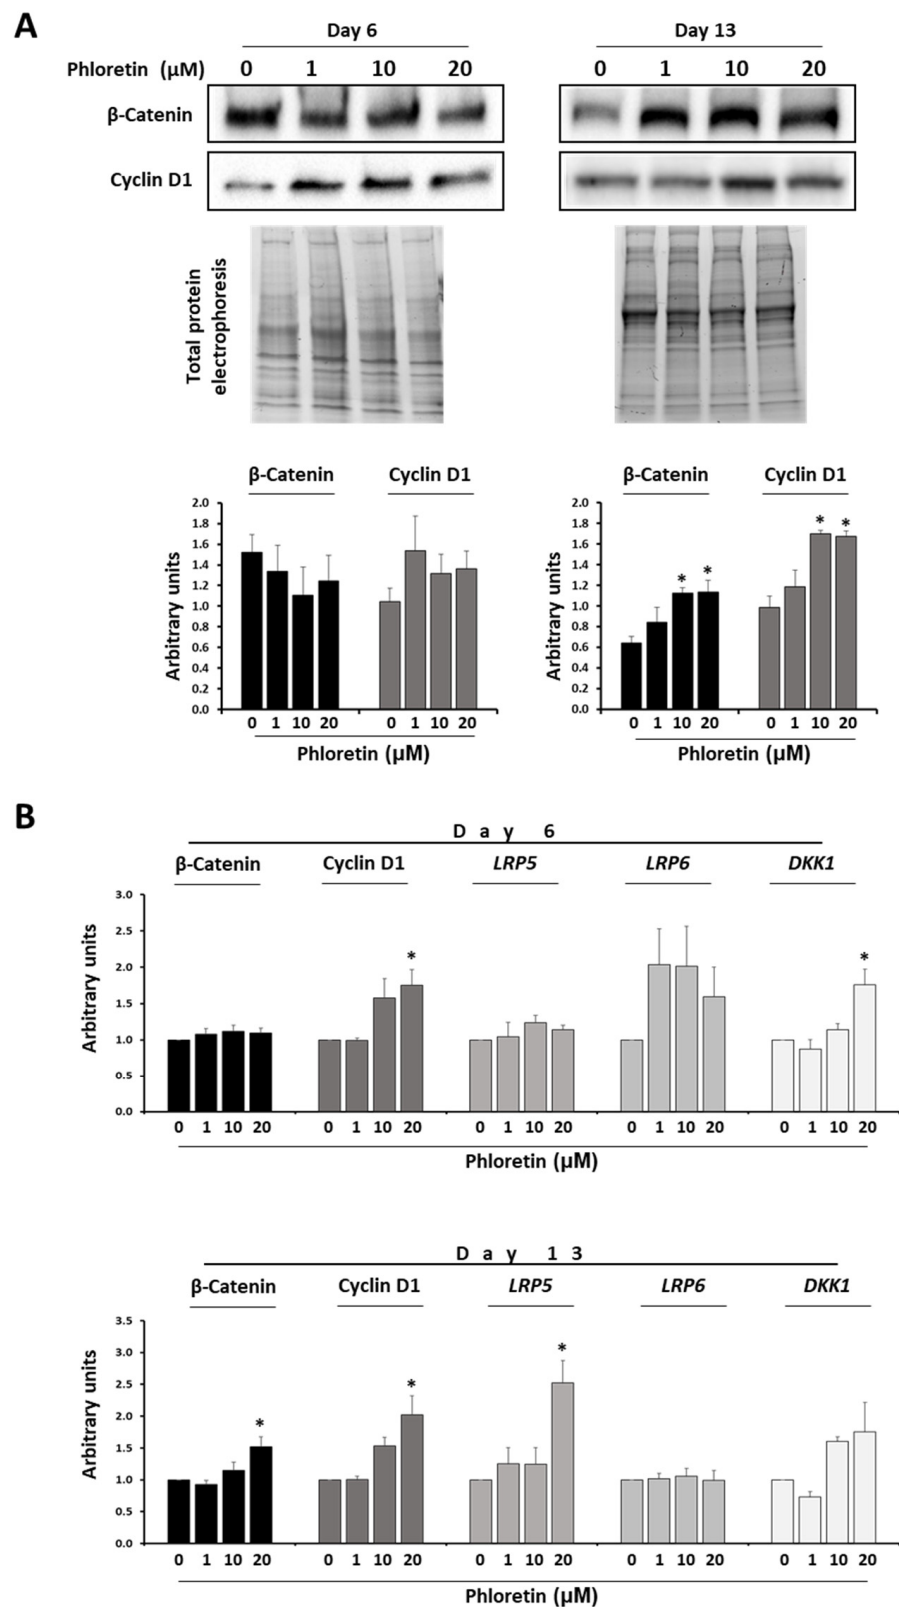 A
Day 6
Day 13
Phloretin (µM) 0 1 10 20
0 1 10 20
β-Catenin
Cyclin D1
Total protein
electrophoresis
β-Catenin Cyclin D1
Arbitrary units
2.0
1.8
1.6
1.4
1.2
1.0
0.8
0.6
0.4
0.2
0.0
0 1 10 20 0 1 10 20
Phloretin (µM)
β-Catenin Cyclin D1
Arbitrary units
2.0
1.8
1.6
1.4
1.2
1.0
0.8
0.6
0.4
0.2
0.0
* * * *
0 1 10 20 0 1 10 20
Phloretin (µM)
B
Day 6
β-Catenin Cyclin D1 LRP5 LRP6 DKK1
Arbitrary units
3.0
2.5
2.0
1.5
1.0
0.5
0.0
* *
0 1 10 20 0 1 10 20 0 1 10 20 0 1 10 20 0 1 10 20
Phloretin (µM)
Day 13
β-Catenin Cyclin D1 LRP5 LRP6 DKK1
Arbitrary units
3.5
3.0
2.5
2.0
1.5
1.0
0.5
0.0
* * *
0 1 10 20 0 1 10 20 0 1 10 20 0 1 10 20 0 1 10 20
Phloretin (µM)